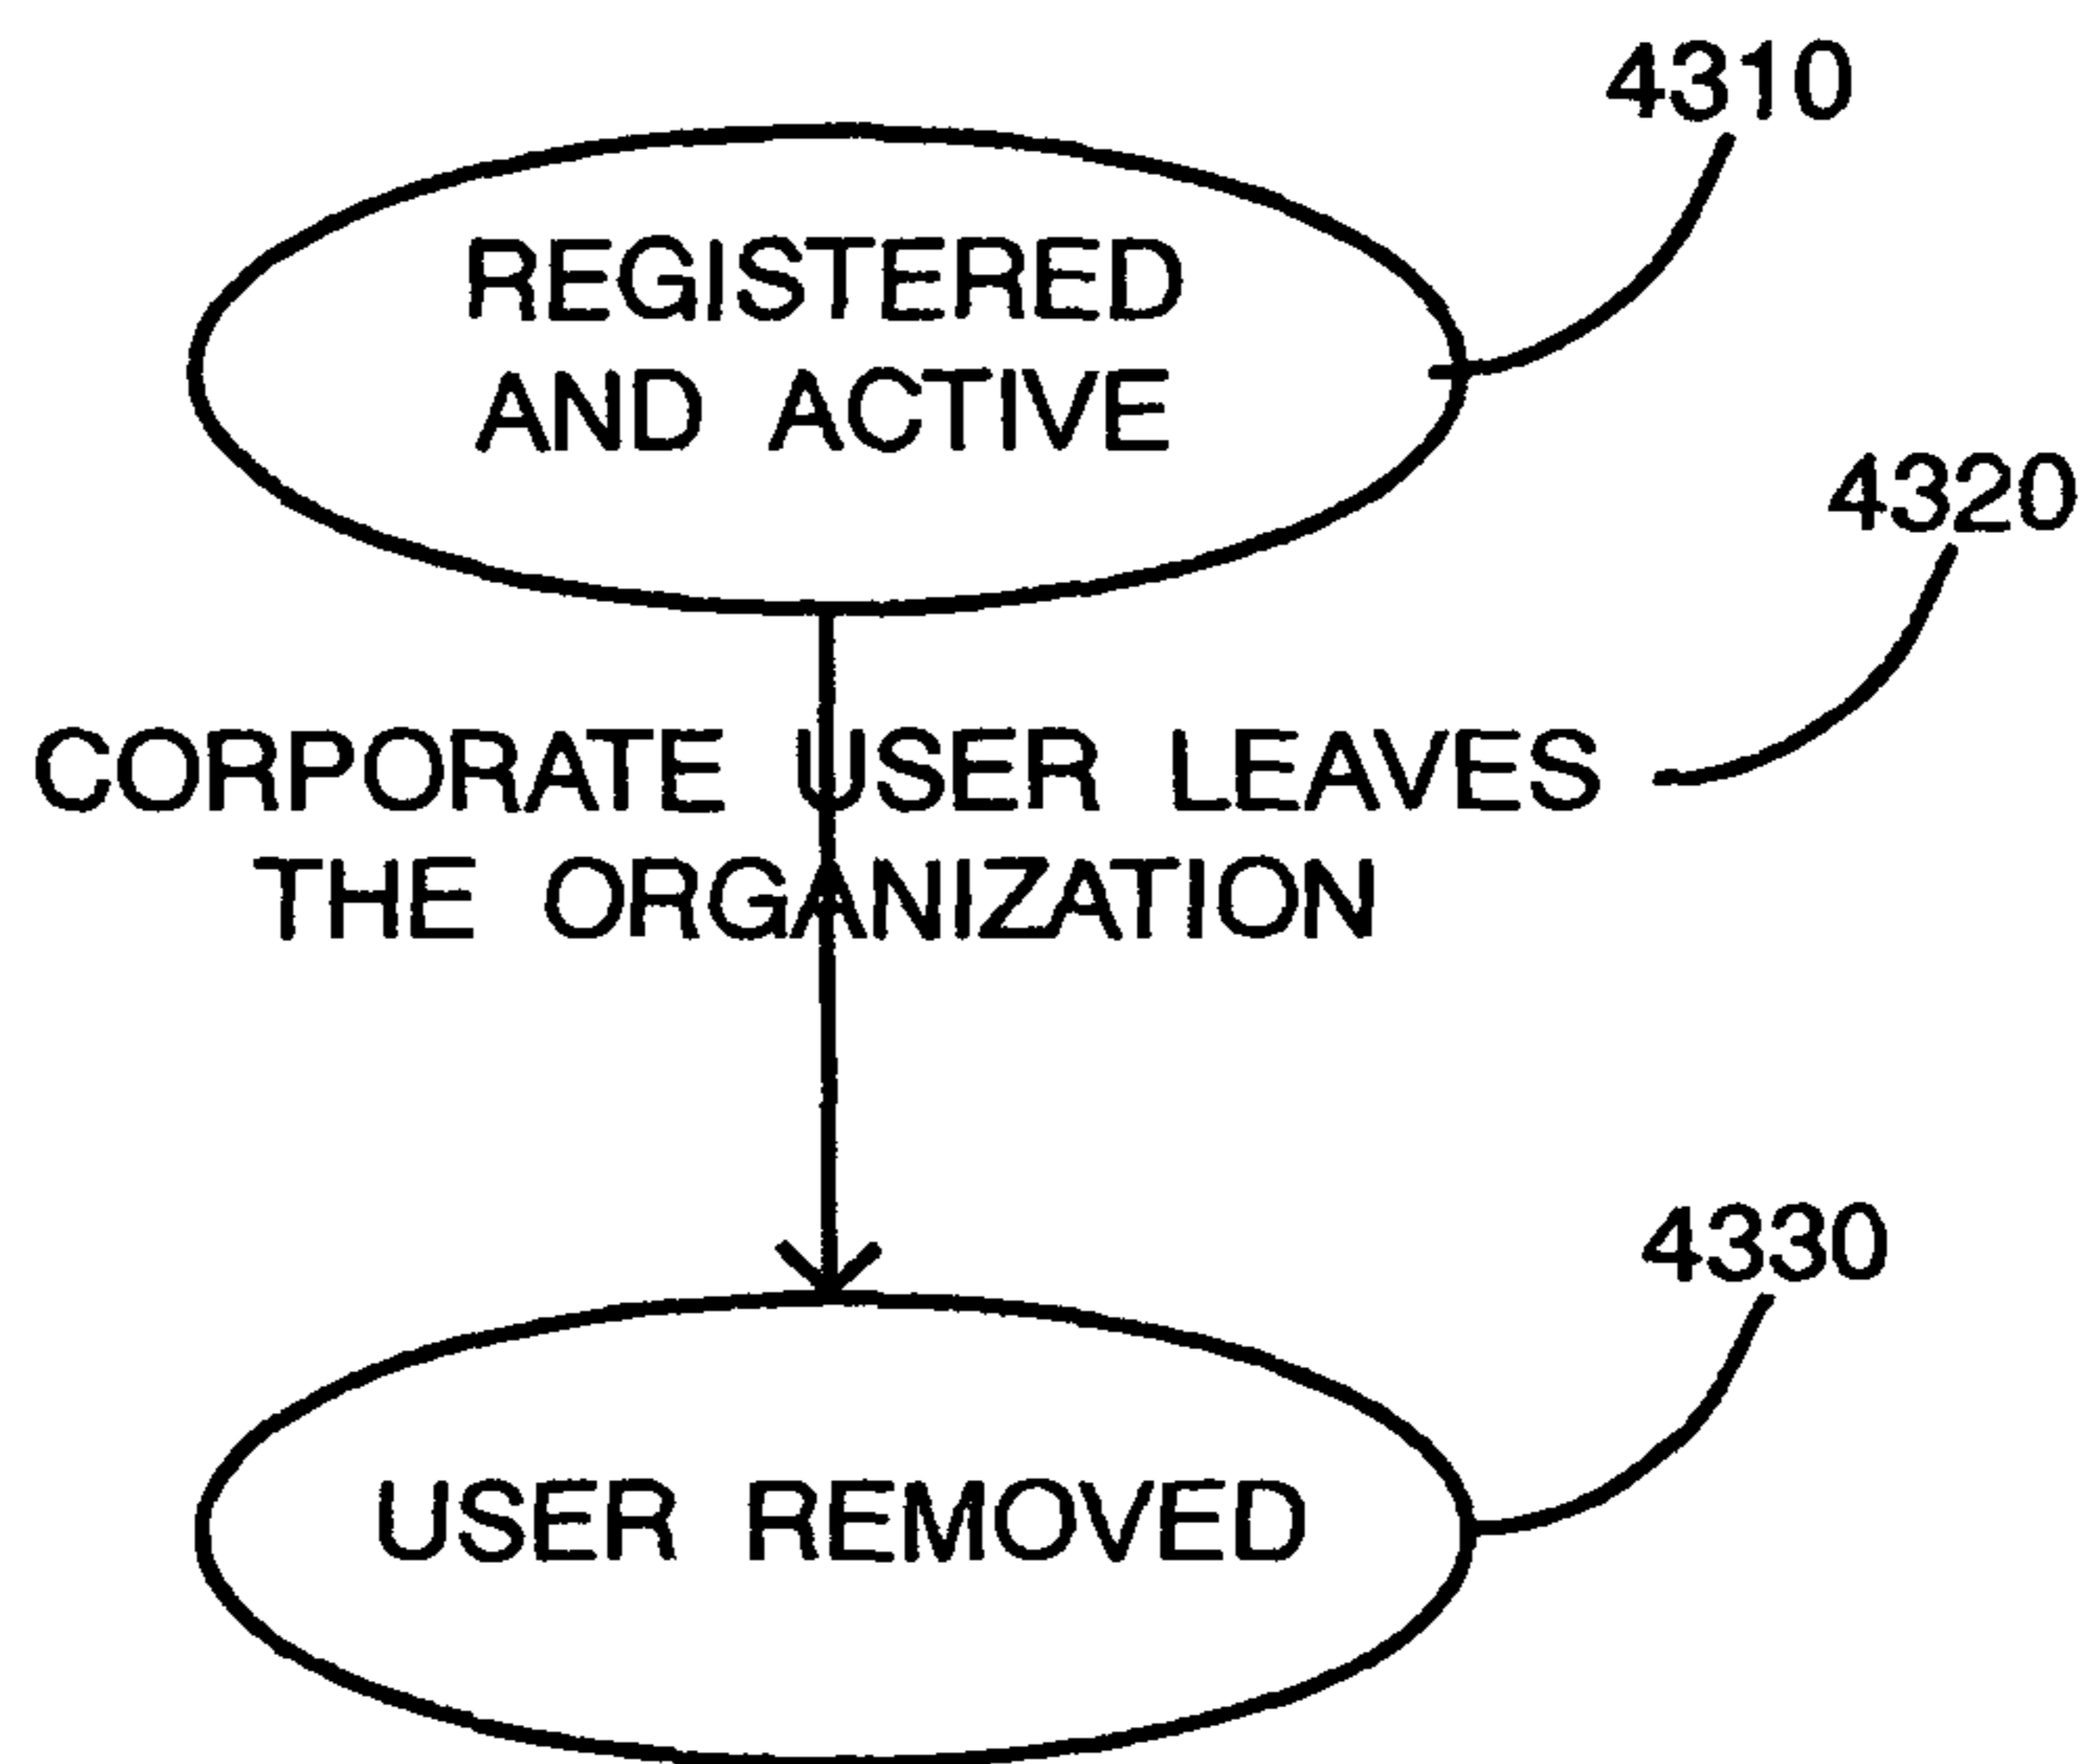 4310
REGISTERED
AND ACTIVE
4320
CORPORATE USER LEAVES
THE ORGANIZATION
4330
USER REMOVED